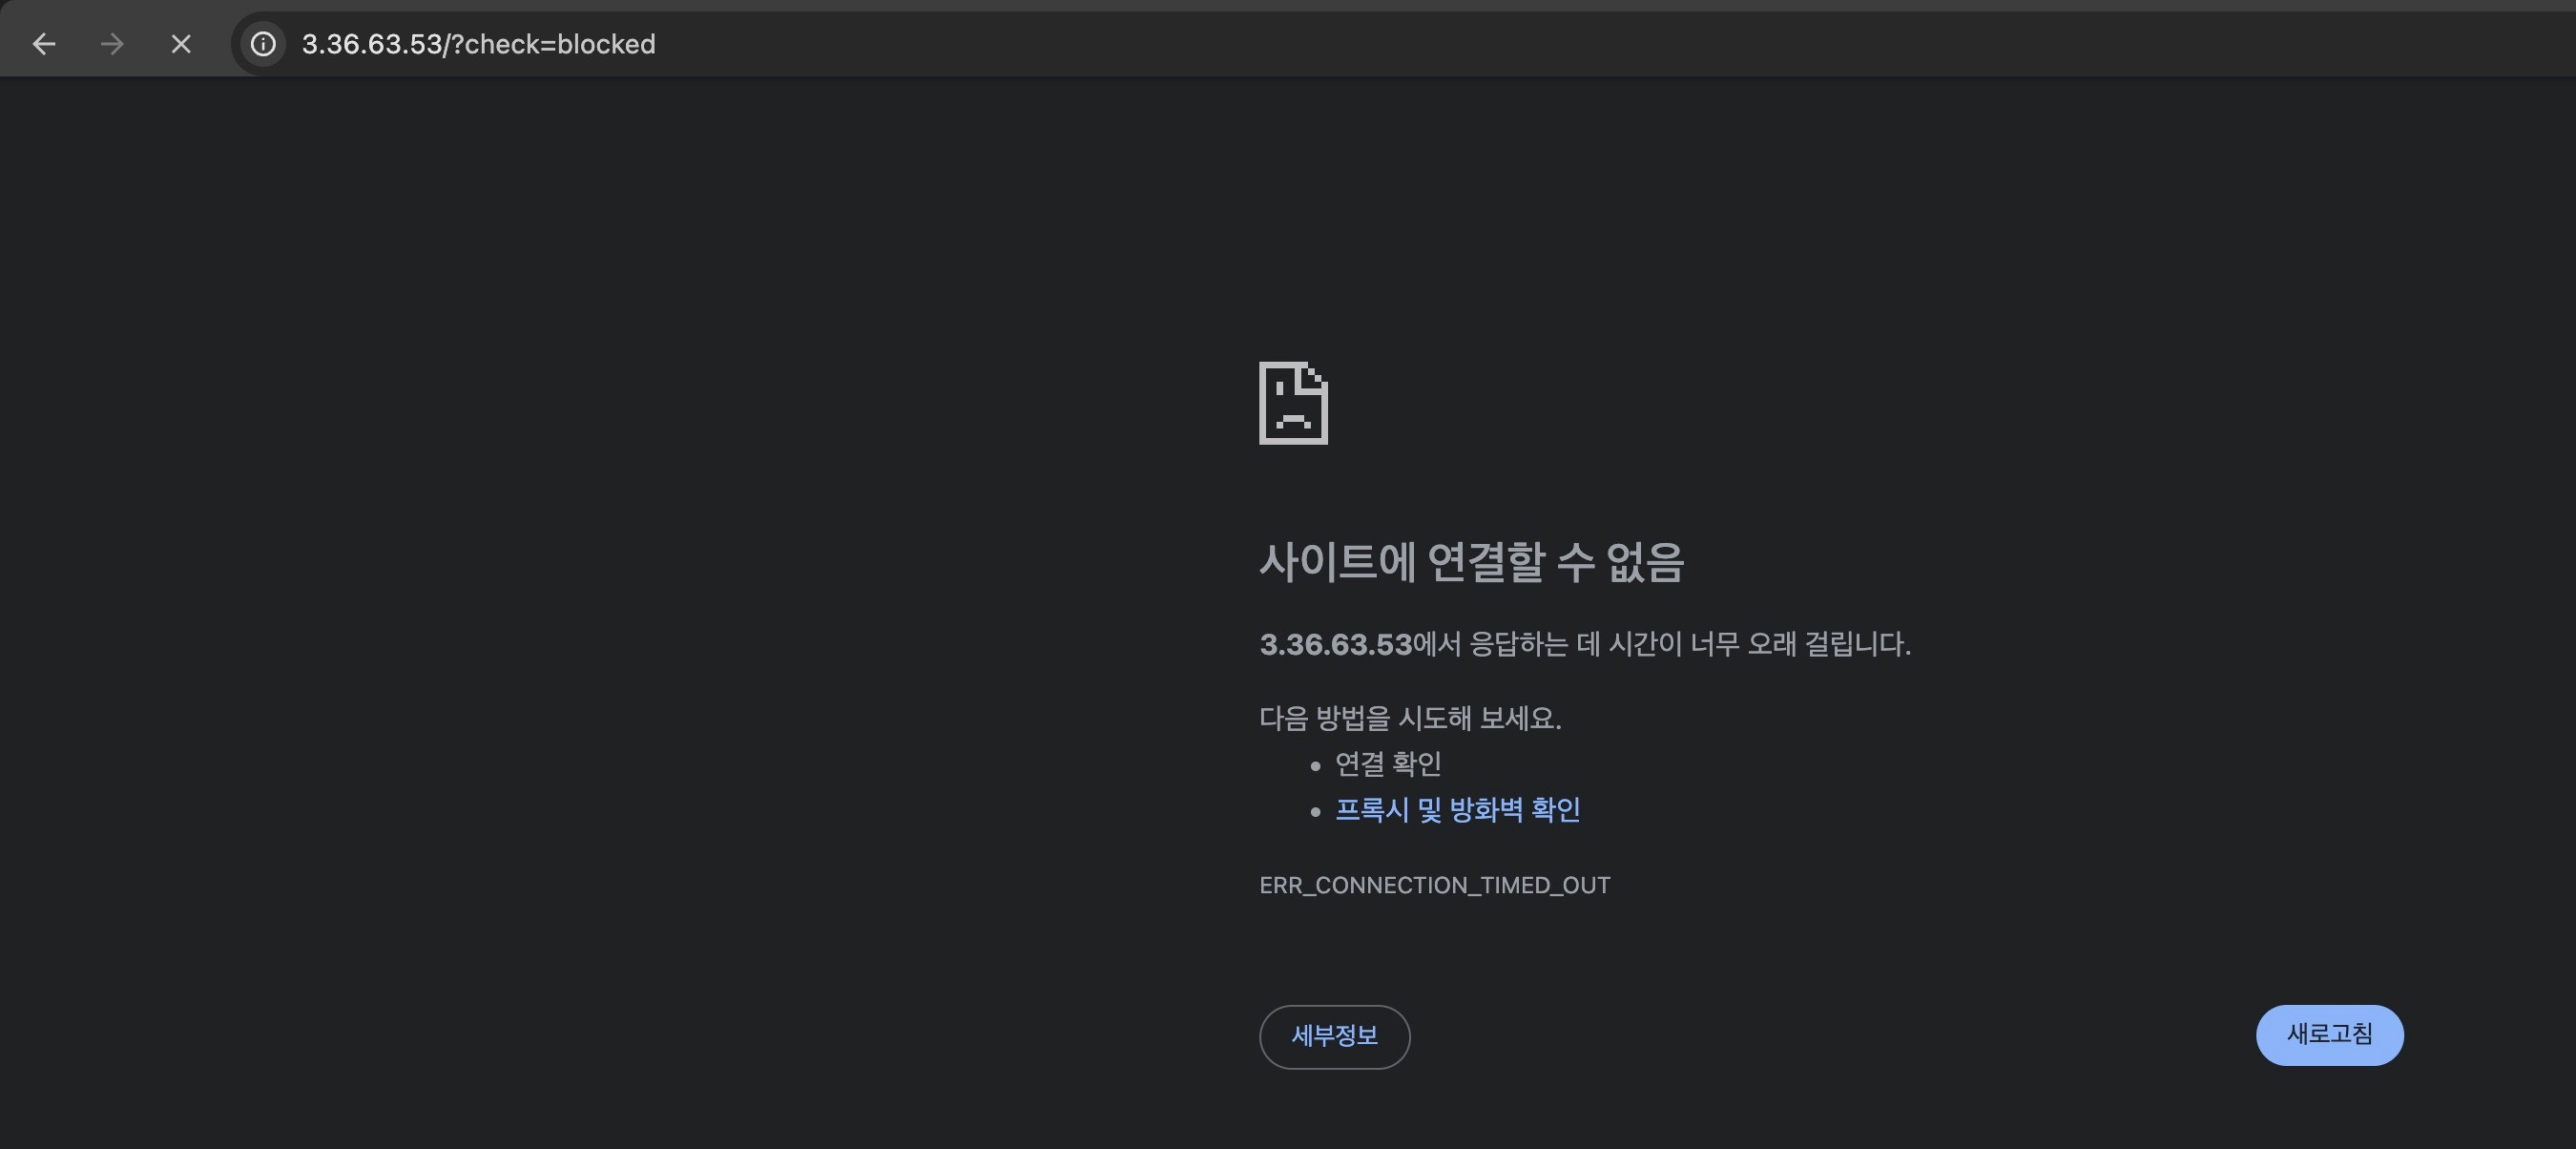 3.36.63.53/?check=blocked
사이트에 연결할 수 없음
3.36.63.53에서 응답하는 데 시간이 너무 오래 걸립니다.
다음 방법을 시도해 보세요.
• 연결 확인
• 프록시 및 방화벽 확인
ERR_CONNECTION_TIMED_OUT
세부정보
새로고침